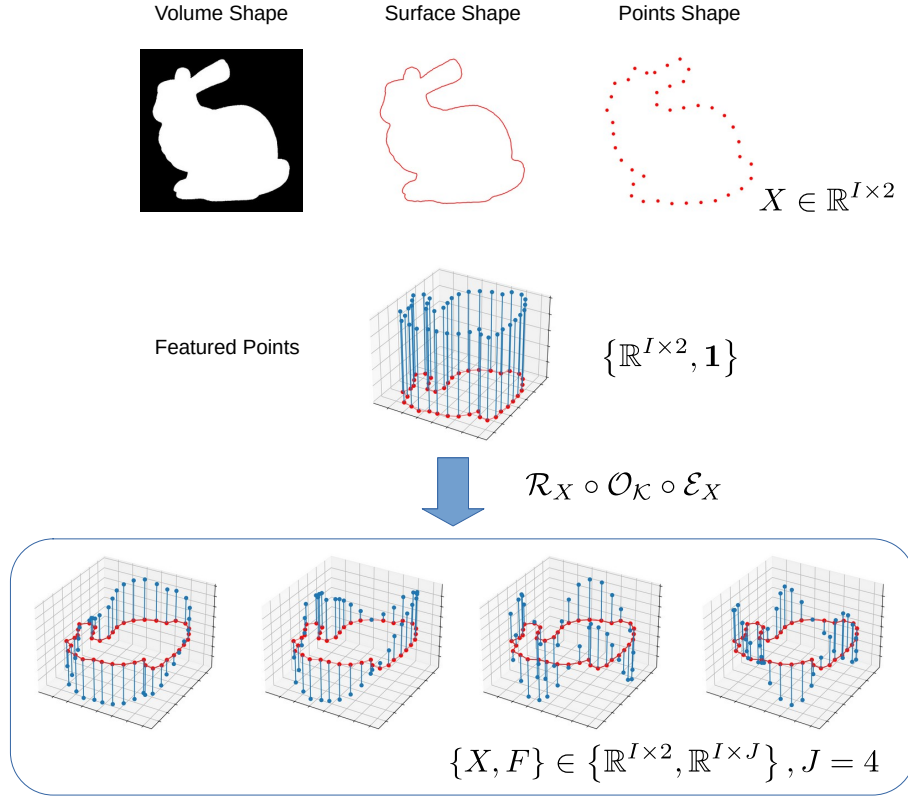 Volume Shape Surface Shape Points Shape
X ∈ ℝ^{I×2}
Featured Points {ℝ^{I×2}, 𝟏}
ℛ_X ∘ 𝒪_𝒦 ∘ ℰ_X
{X, F} ∈ {ℝ^{I×2}, ℝ^{I×J}}, J = 4